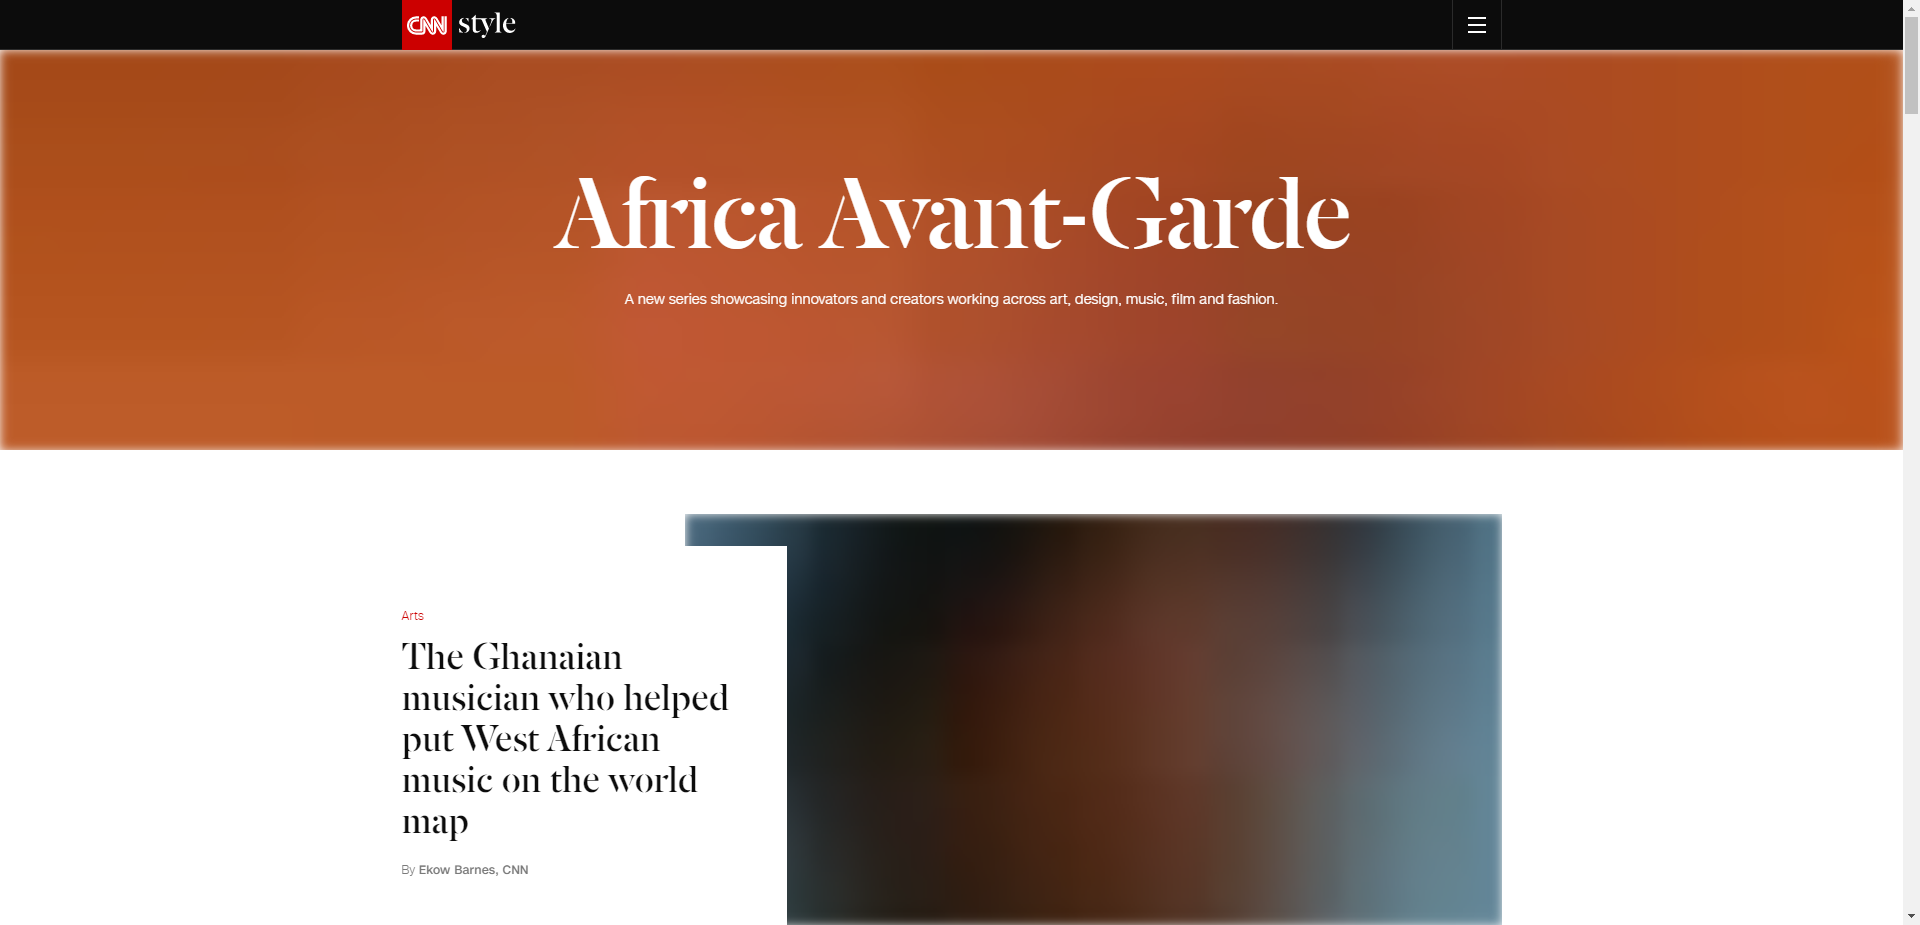 CNN style
Africa Avant-Garde
A new series showcasing innovators and creators working across art, design, music, film and fashion.
Arts
The Ghanaian
musician who helped
put West African
music on the world
map
By Ekow Barnes, CNN